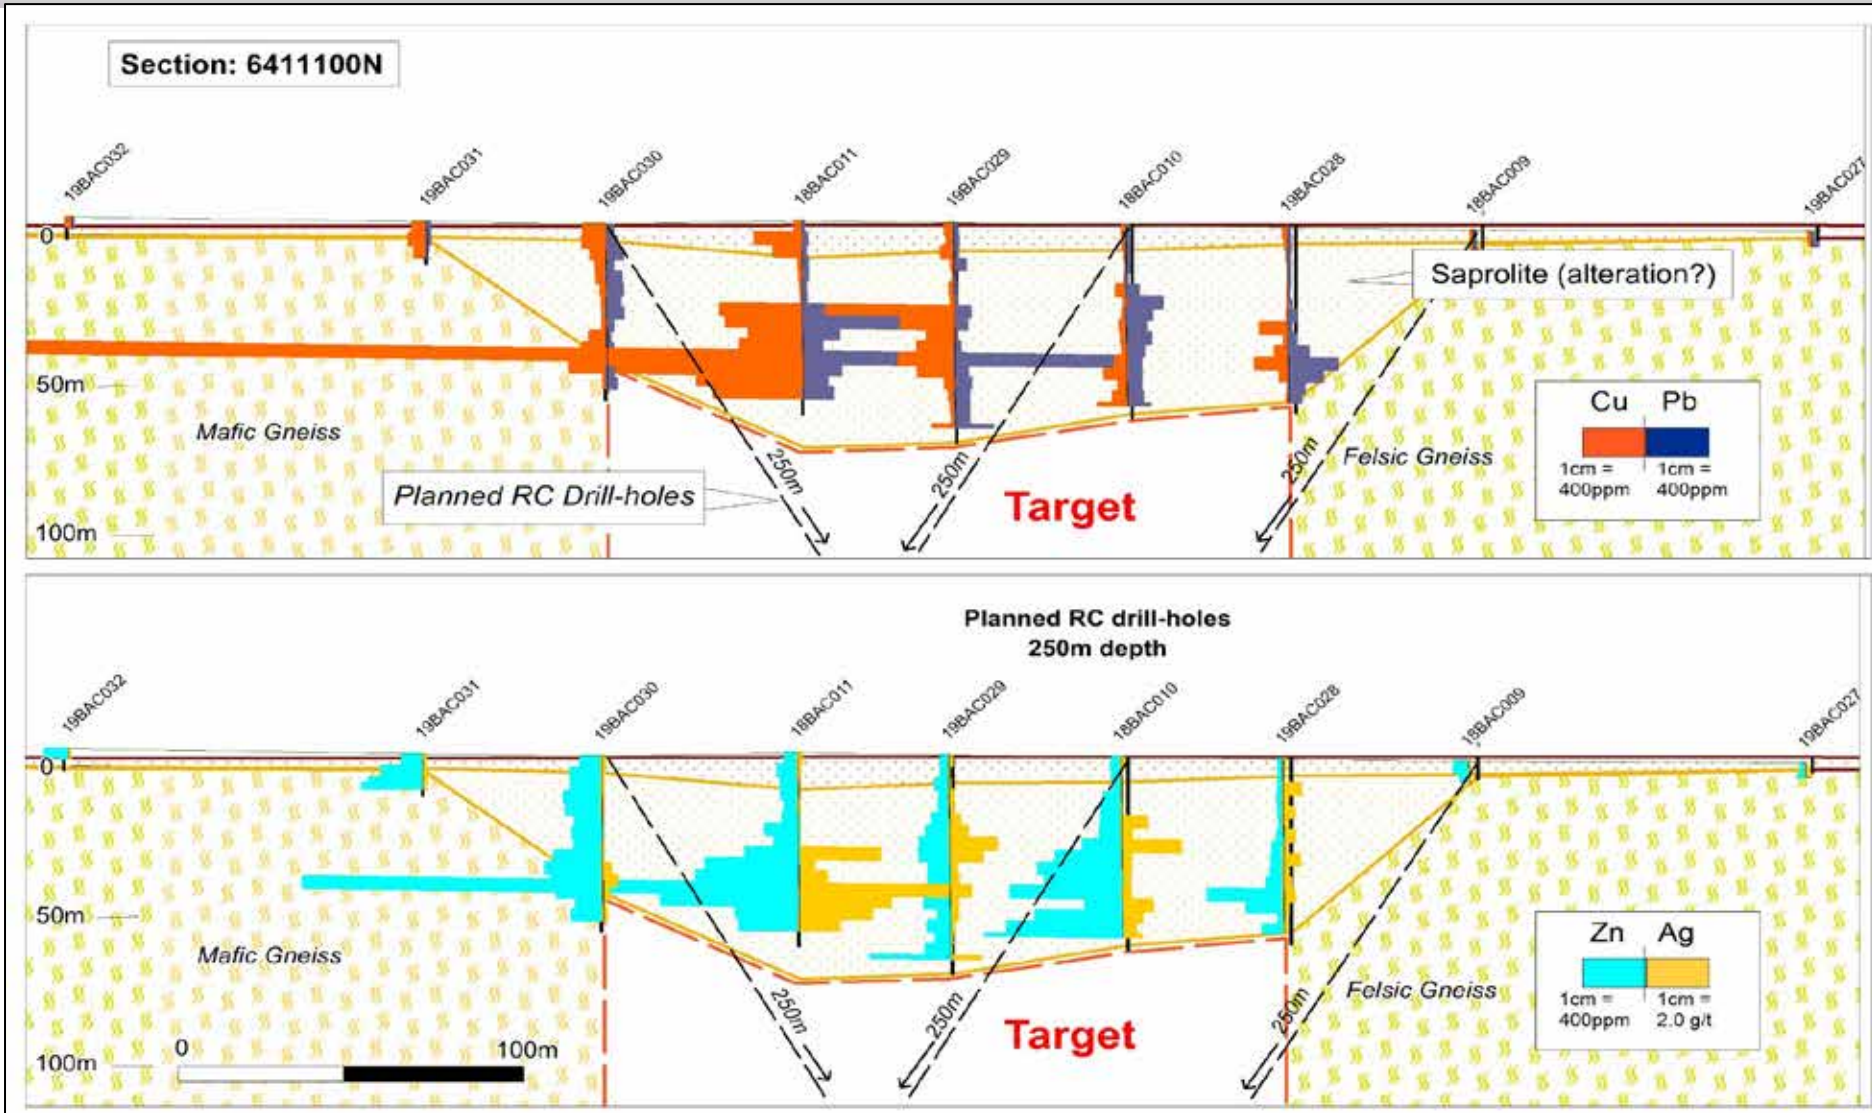 Section: 6411100N
19BAC032
19BAC031
19BAC030
18BAC011
19BAC029
18BAC010
19BAC028
18BAC009
19BAC027
0
Saprolite (alteration?)
50m
Mafic Gneiss
Planned RC Drill-holes
250m
250m
250m
Felsic Gneiss
Target
100m
Cu Pb
1cm = 1cm =
400ppm 400ppm
Planned RC drill-holes
250m depth
19BAC032
19BAC031
19BAC030
18BAC011
19BAC029
18BAC010
19BAC028
18BAC009
19BAC027
0
50m
Mafic Gneiss
250m
250m
250m
Felsic Gneiss
Target
100m
0 100m
Zn Ag
1cm = 1cm =
400ppm 2.0 g/t